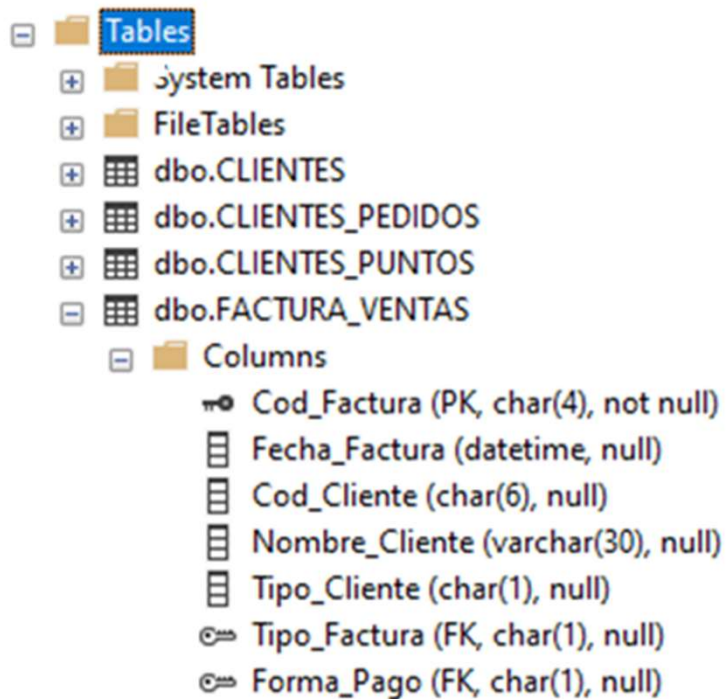 Tables
System Tables
FileTables
dbo.CLIENTES
dbo.CLIENTES_PEDIDOS
dbo.CLIENTES_PUNTOS
dbo.FACTURA_VENTAS
Columns
Cod_Factura (PK, char(4), not null)
Fecha_Factura (datetime, null)
Cod_Cliente (char(6), null)
Nombre_Cliente (varchar(30), null)
Tipo_Cliente (char(1), null)
Tipo_Factura (FK, char(1), null)
Forma_Pago (FK, char(1), null)